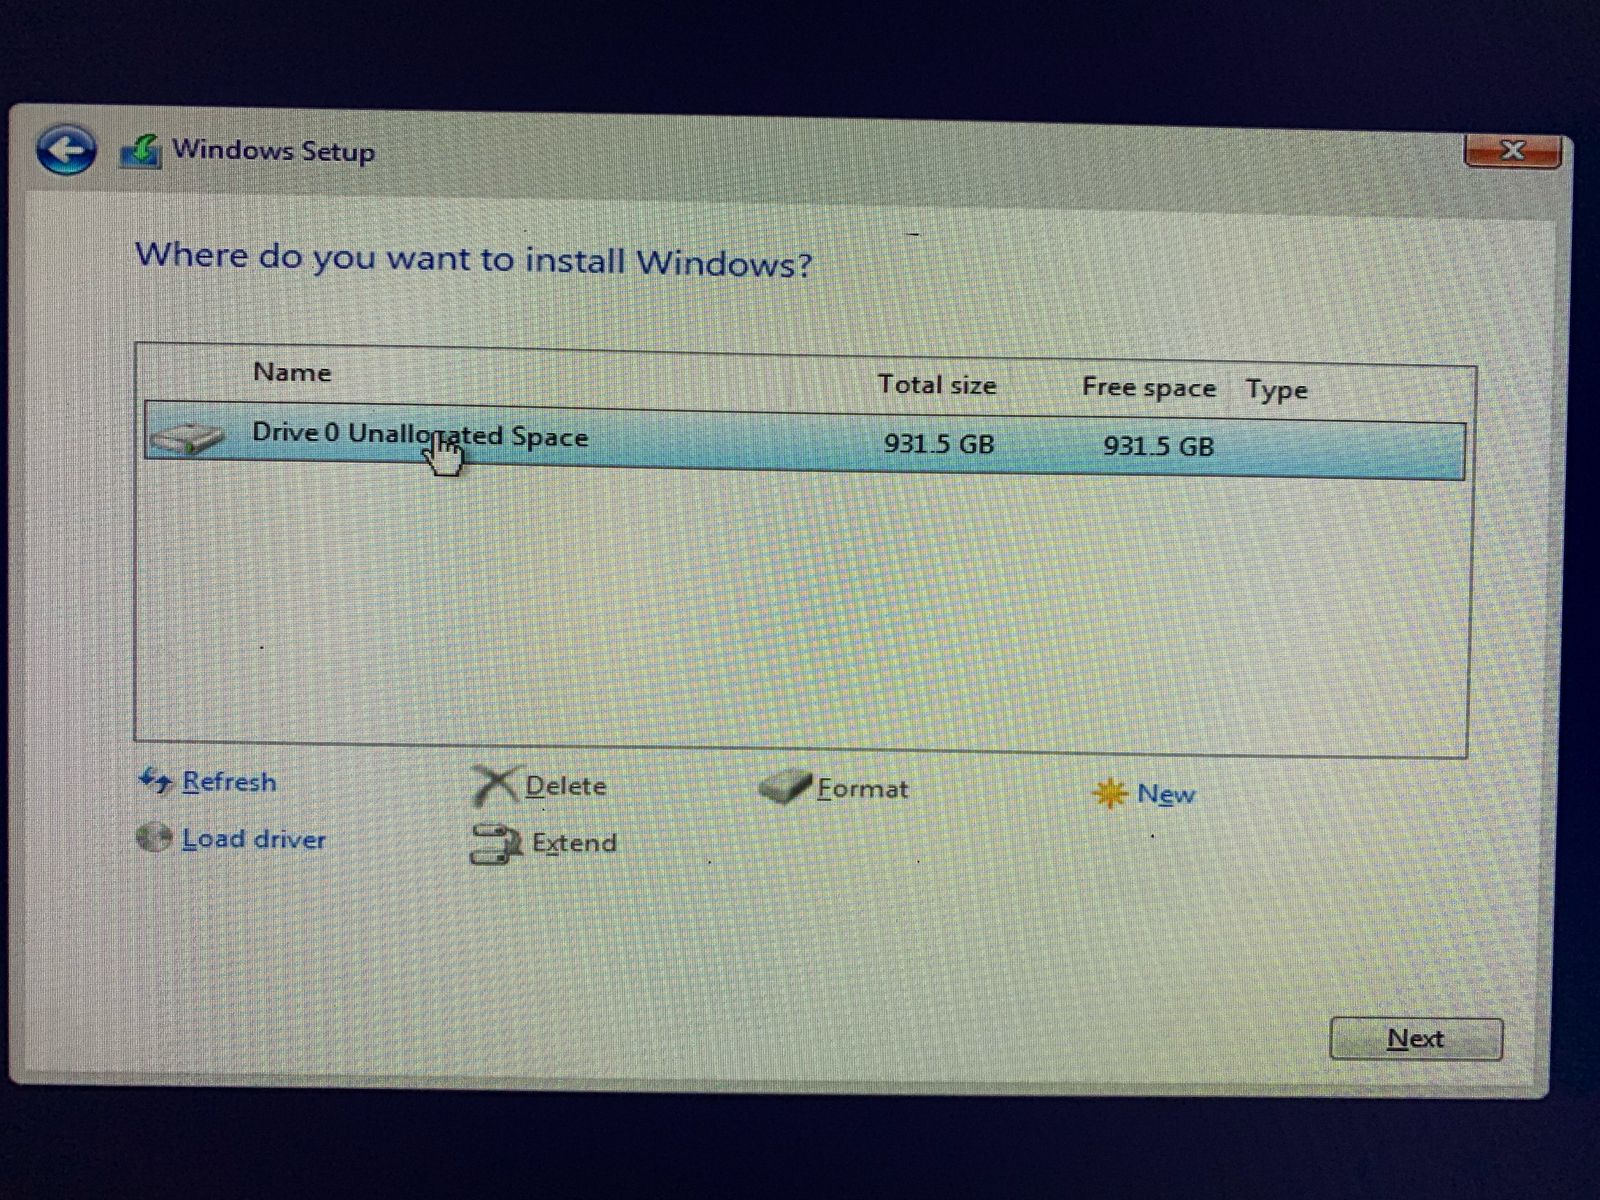 Windows Setup
Where do you want to install Windows?
Name Total size Free space Type
Drive 0 Unallocated Space 931.5 GB 931.5 GB
Refresh Delete Format New
Load driver Extend
Next